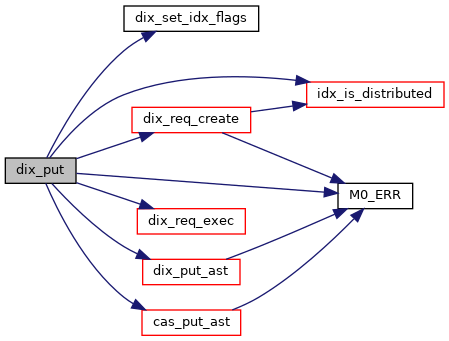 dix_set_idx_flags
idx_is_distributed
dix_req_create
dix_put
M0_ERR
dix_req_exec
dix_put_ast
cas_put_ast